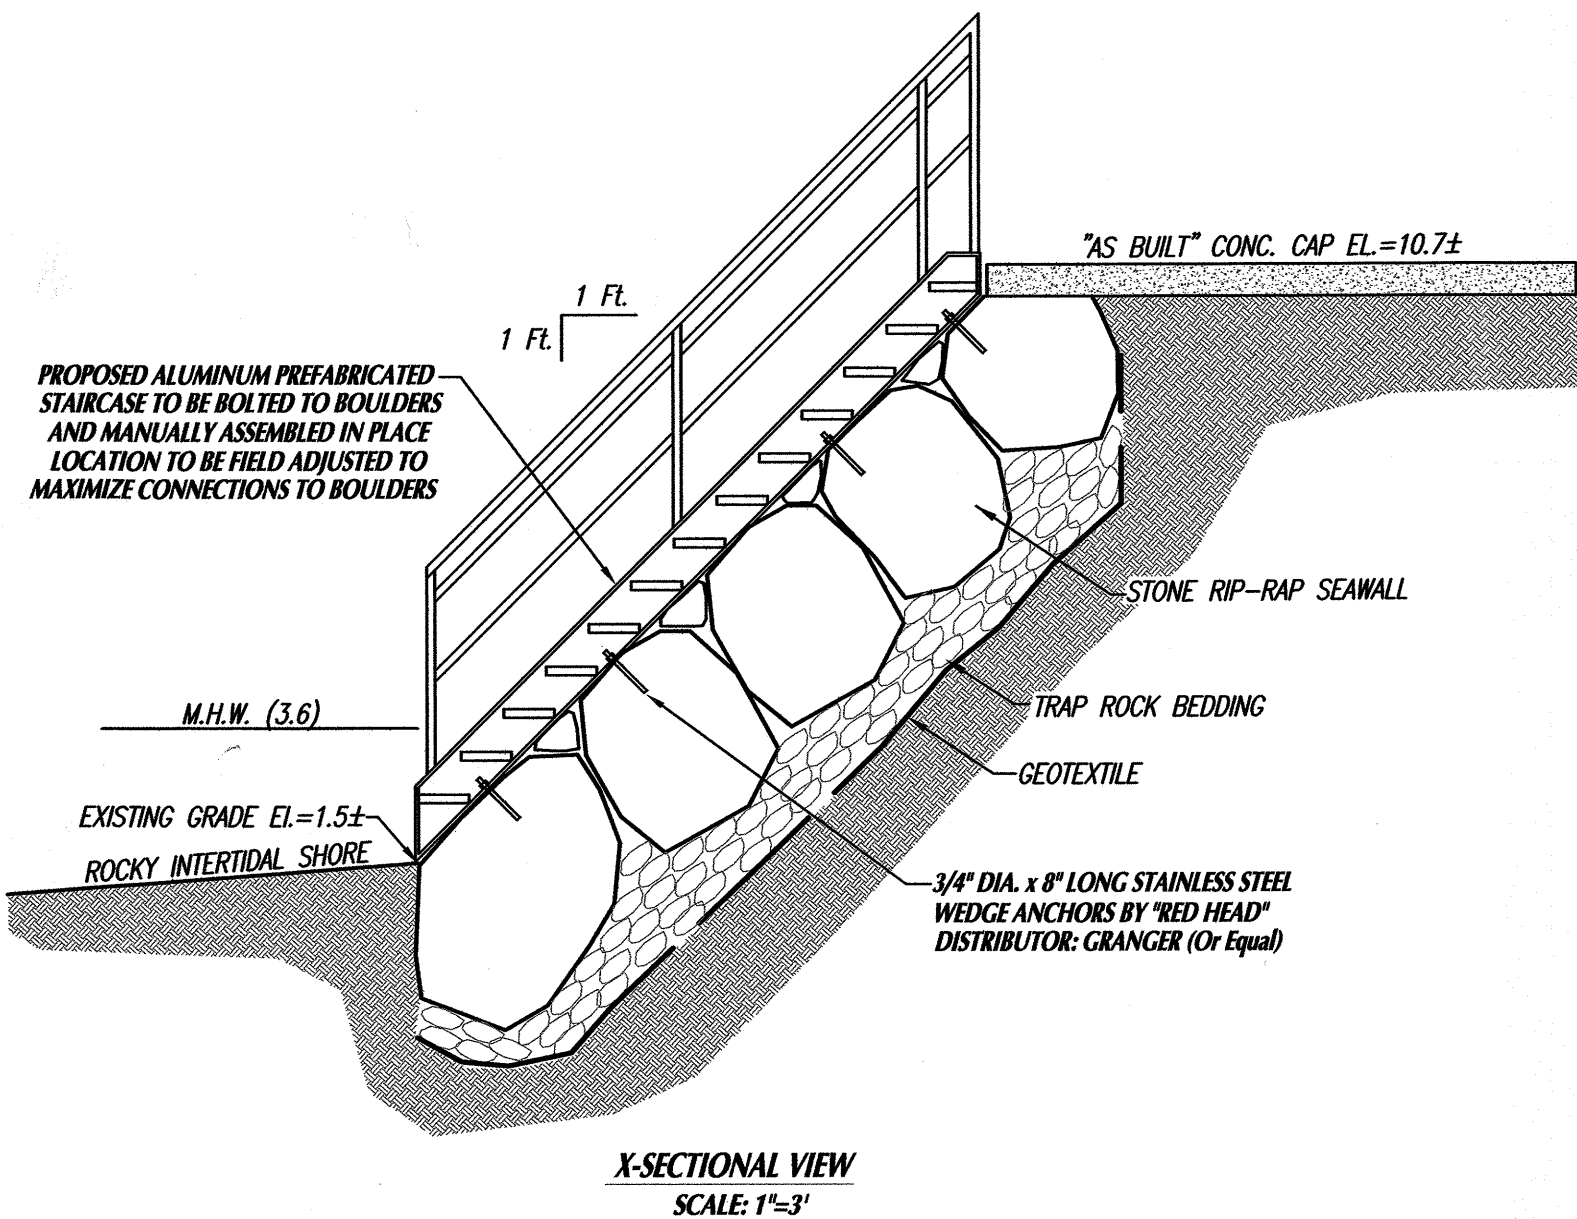 "AS BUILT" CONC. CAP EL.=10.7±
1 Ft.
1 Ft.
PROPOSED ALUMINUM PREFABRICATED
STAIRCASE TO BE BOLTED TO BOULDERS
AND MANUALLY ASSEMBLED IN PLACE
LOCATION TO BE FIELD ADJUSTED TO
MAXIMIZE CONNECTIONS TO BOULDERS
STONE RIP-RAP SEAWALL
TRAP ROCK BEDDING
M.H.W. (3.6)
GEOTEXTILE
EXISTING GRADE El.=1.5±
ROCKY INTERTIDAL SHORE
3/4" DIA. x 8" LONG STAINLESS STEEL
WEDGE ANCHORS BY "RED HEAD"
DISTRIBUTOR: GRANGER (Or Equal)
X-SECTIONAL VIEW
SCALE: 1"=3'